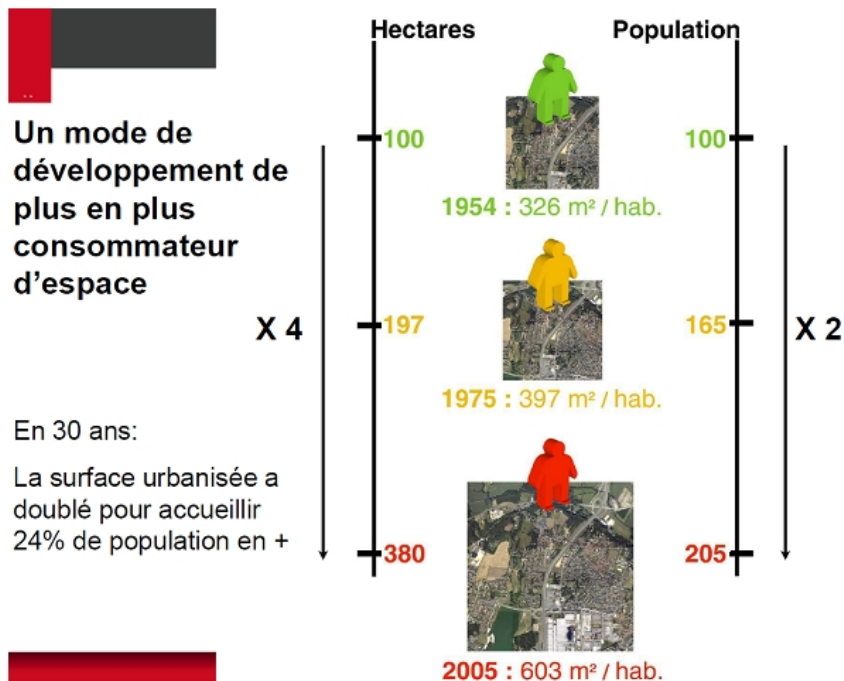 Hectares
Population
Un mode de
développement de
plus en plus
consommateur
d’espace
100
100
1954 : 326 m² / hab.
X 4
197
165
X 2
1975 : 397 m² / hab.
En 30 ans:
La surface urbanisée a
doublé pour accueillir
24% de population en +
380
205
2005 : 603 m² / hab.